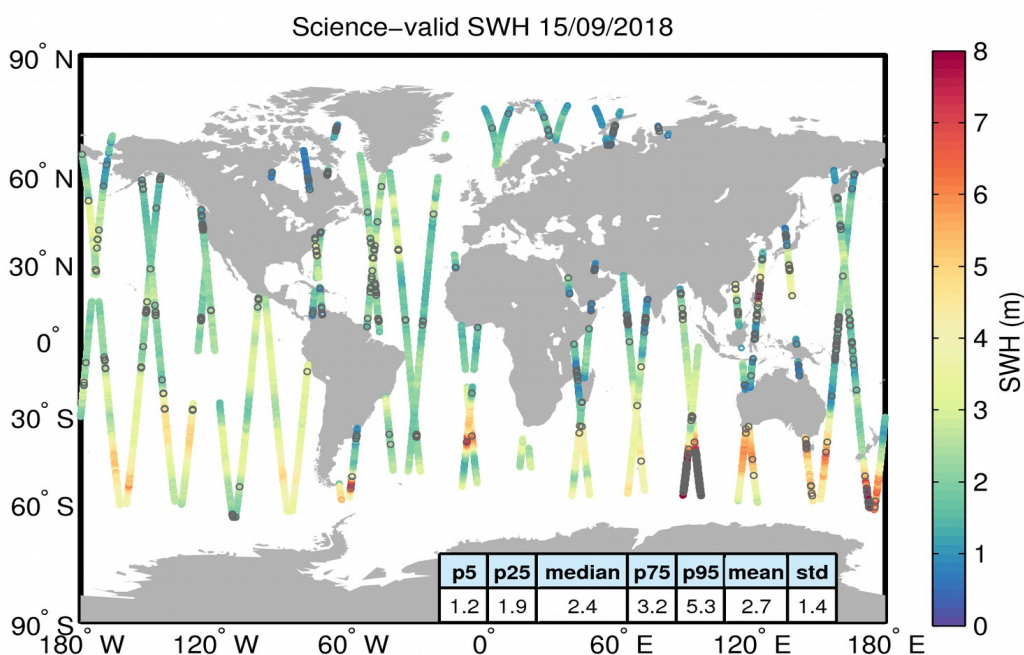 Science−valid SWH 15/09/2018
90° N
60° N
30° N
0°
30° S
60° S
90° S
180° W
120° W
60° W
0°
60° E
120° E
180° E
8
7
6
5
4
3
2
1
0
SWH (m)
p5 p25 median p75 p95 mean std
1.2 1.9 2.4 3.2 5.3 2.7 1.4